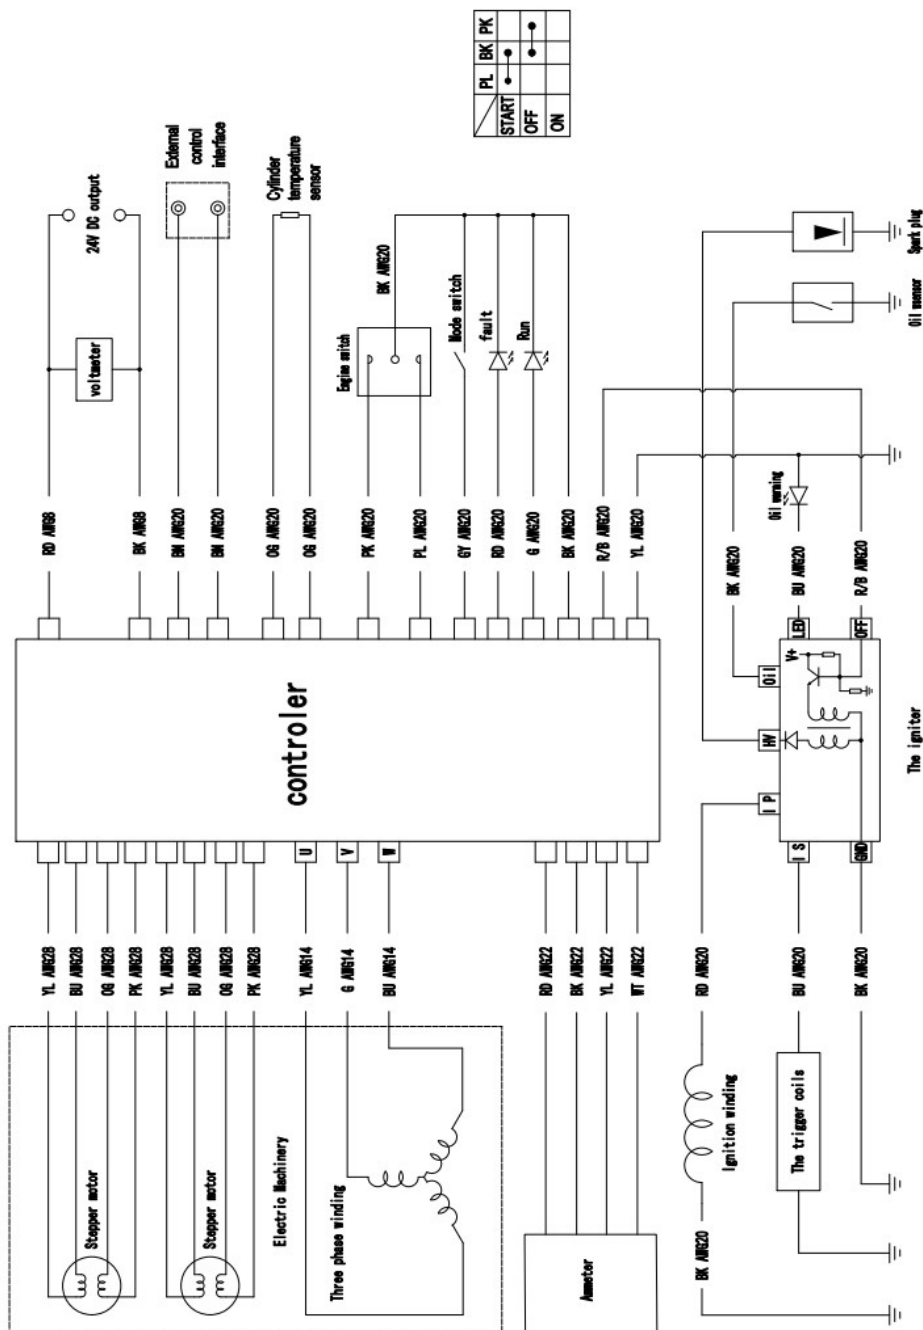 PL BK PK
START
OFF
ON
24V DC output
voltmeter
External
control
interface
Cylinder
temperature
sensor
Engine switch
BK AWG20
Mode switch
fault
Run
Spark plug
Oil wensor
Oil warning
RD AWG8
BK AWG8
BN AWG20
BN AWG20
OG AWG20
OG AWG20
PK AWG20
PL AWG20
GY AWG20
RD AWG20
G AWG20
BK AWG20
R/B AWG20
YL AWG20
BK AWG20
BU AWG20
R/B AWG20
controler
U
V
W
LED
OFF
Oil
V+
HV
I P
I S
GND
The igniter
YL AWG28
BU AWG28
OG AWG28
PK AWG28
YL AWG28
BU AWG28
OG AWG28
PK AWG28
YL AWG14
G AWG14
BU AWG14
RD AWG22
BK AWG22
YL AWG22
WT AWG22
RD AWG20
BU AWG20
BK AWG20
Stepper motor
Stepper motor
Electric Machinery
Three phase winding
Ammeter
Ignition winding
The trigger coils
BK AWG20